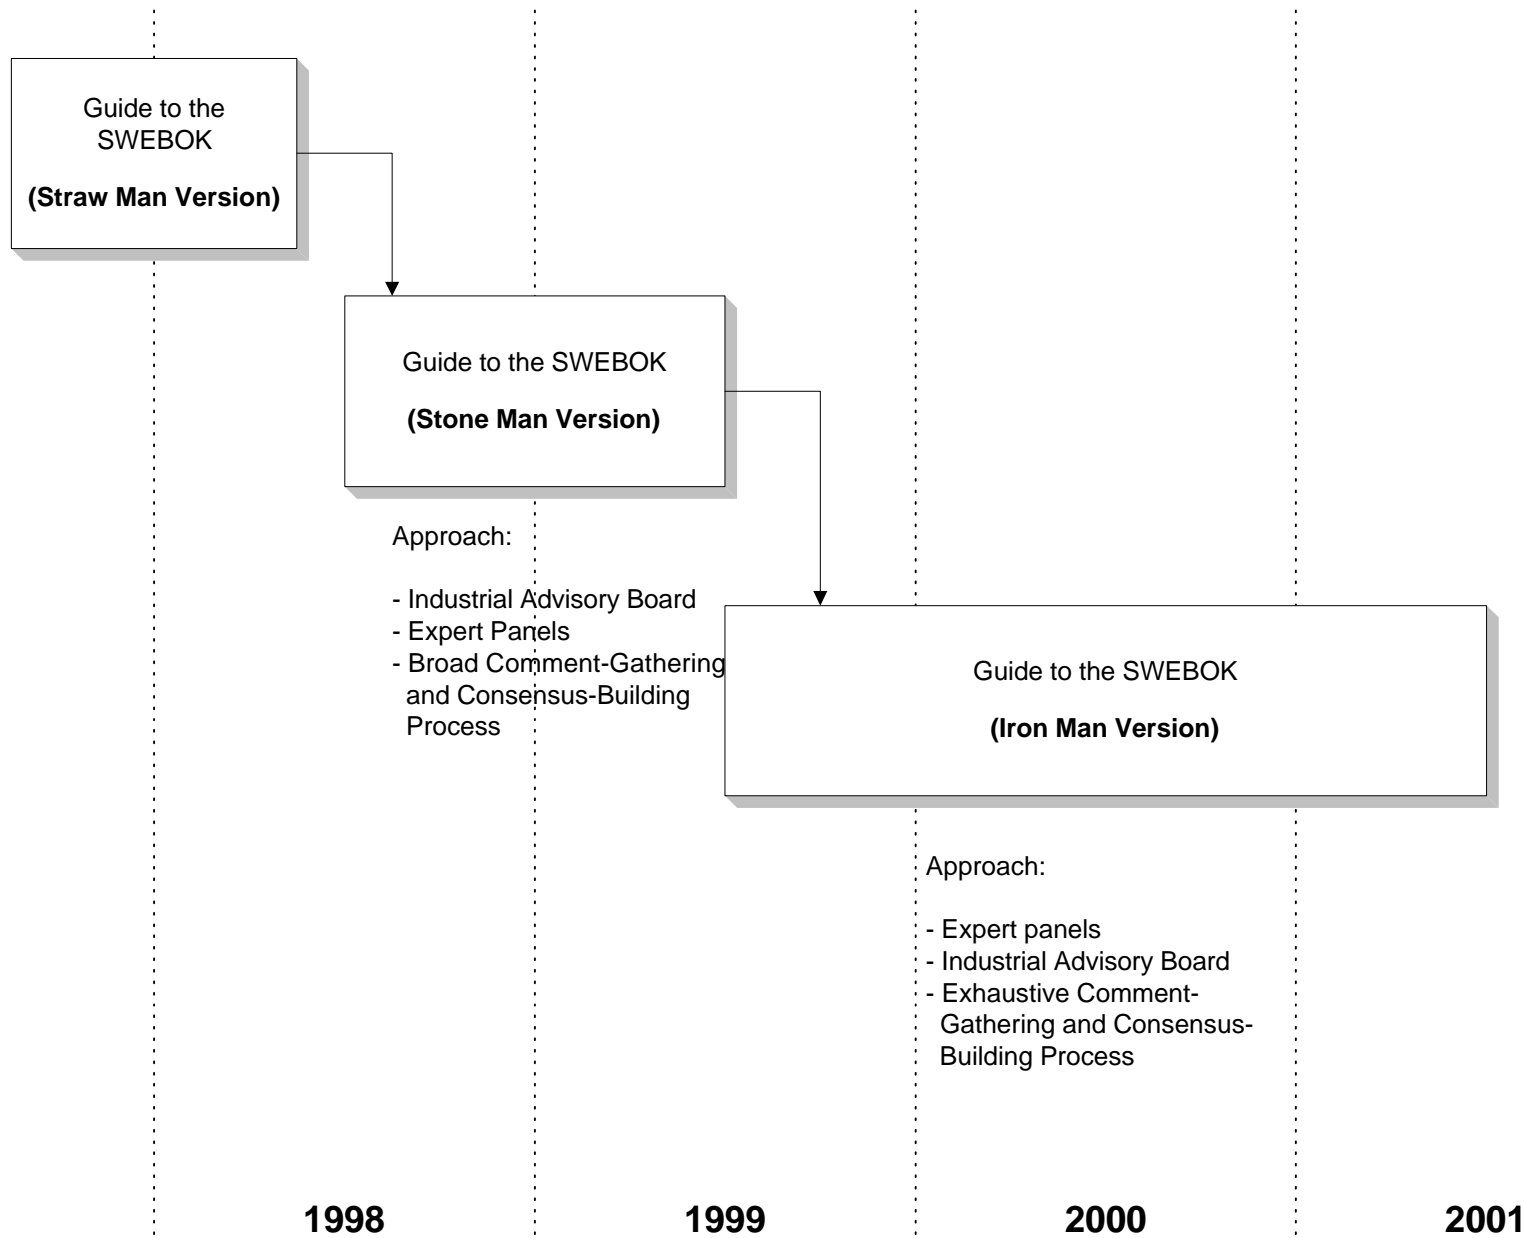 Guide to the
SWEBOK
(Straw Man Version)
Guide to the SWEBOK
(Stone Man Version)
Approach:
- Industrial Advisory Board
- Expert Panels
- Broad Comment-Gathering
and Consensus-Building
Process
Guide to the SWEBOK
(Iron Man Version)
Approach:
- Expert panels
- Industrial Advisory Board
- Exhaustive Comment-
Gathering and Consensus-
Building Process
1998 1999 2000 2001